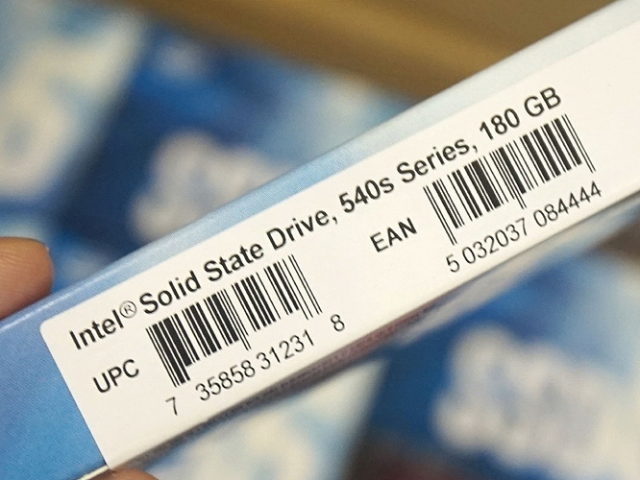 Intel® Solid State Drive, 540s Series, 180 GB
UPC
7 35858 31231 8
EAN
5 032037 084444